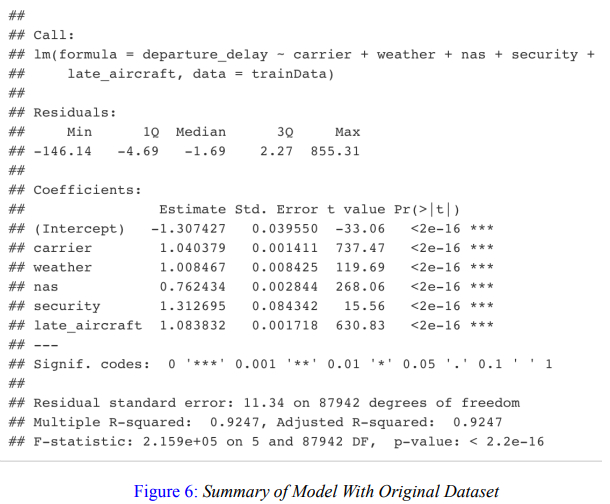 ##
## Call:
## lm(formula = departure_delay ~ carrier + weather + nas + security +
##     late_aircraft, data = trainData)
##
## Residuals:
##     Min      1Q  Median      3Q     Max
## -146.14   -4.69   -1.69    2.27  855.31
##
## Coefficients:
##                Estimate Std. Error t value Pr(>|t|)
## (Intercept)   -1.307427   0.039550  -33.06   <2e-16 ***
## carrier        1.040379   0.001411  737.47   <2e-16 ***
## weather        1.008467   0.008425  119.69   <2e-16 ***
## nas            0.762434   0.002844  268.06   <2e-16 ***
## security       1.312695   0.084342   15.56   <2e-16 ***
## late_aircraft  1.083832   0.001718  630.83   <2e-16 ***
## ---
## Signif. codes:  0 '***' 0.001 '**' 0.01 '*' 0.05 '.' 0.1 ' ' 1
##
## Residual standard error: 11.34 on 87942 degrees of freedom
## Multiple R-squared:  0.9247, Adjusted R-squared:  0.9247
## F-statistic: 2.159e+05 on 5 and 87942 DF,  p-value: < 2.2e-16
Figure 6: Summary of Model With Original Dataset